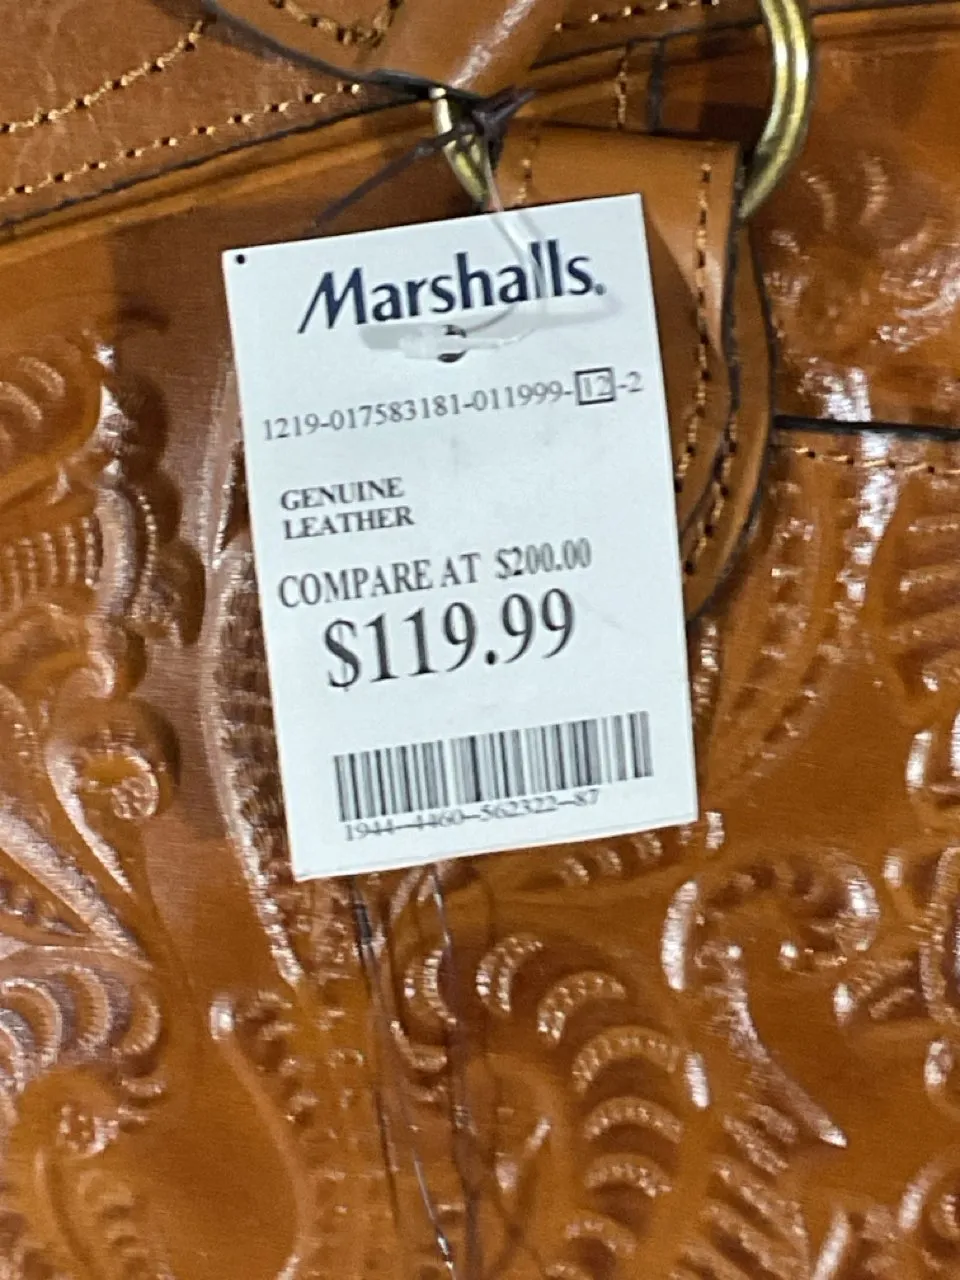 Marshalls.
1219-017583181-011999-12-2
GENUINE
LEATHER
COMPARE AT $200.00
$119.99
1944-4460-562322-87